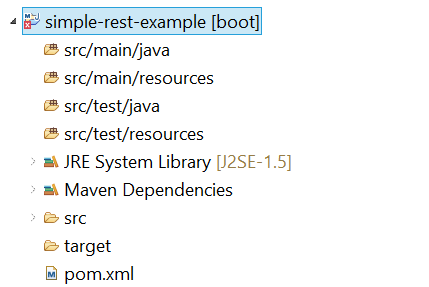 simple-rest-example [boot]
src/main/java
src/main/resources
src/test/java
src/test/resources
JRE System Library [J2SE-1.5]
Maven Dependencies
src
target
pom.xml